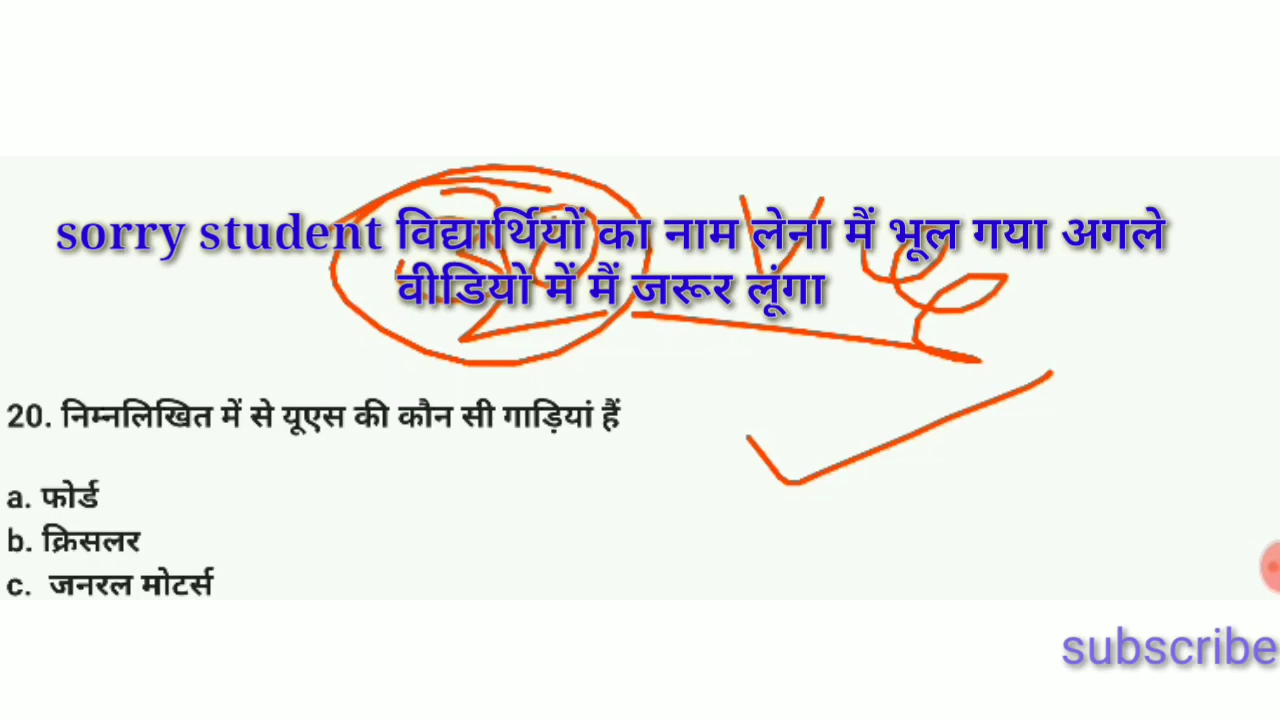 sorry student विद्यार्थियों का नाम लेना मैं भूल गया अगले
वीडियो में मैं जरूर लूंगा
20. निम्नलिखित में से यूएस की कौन सी गाड़ियां हैं
a. फोर्ड
b. क्रिसलर
c. जनरल मोटर्स
subscribe